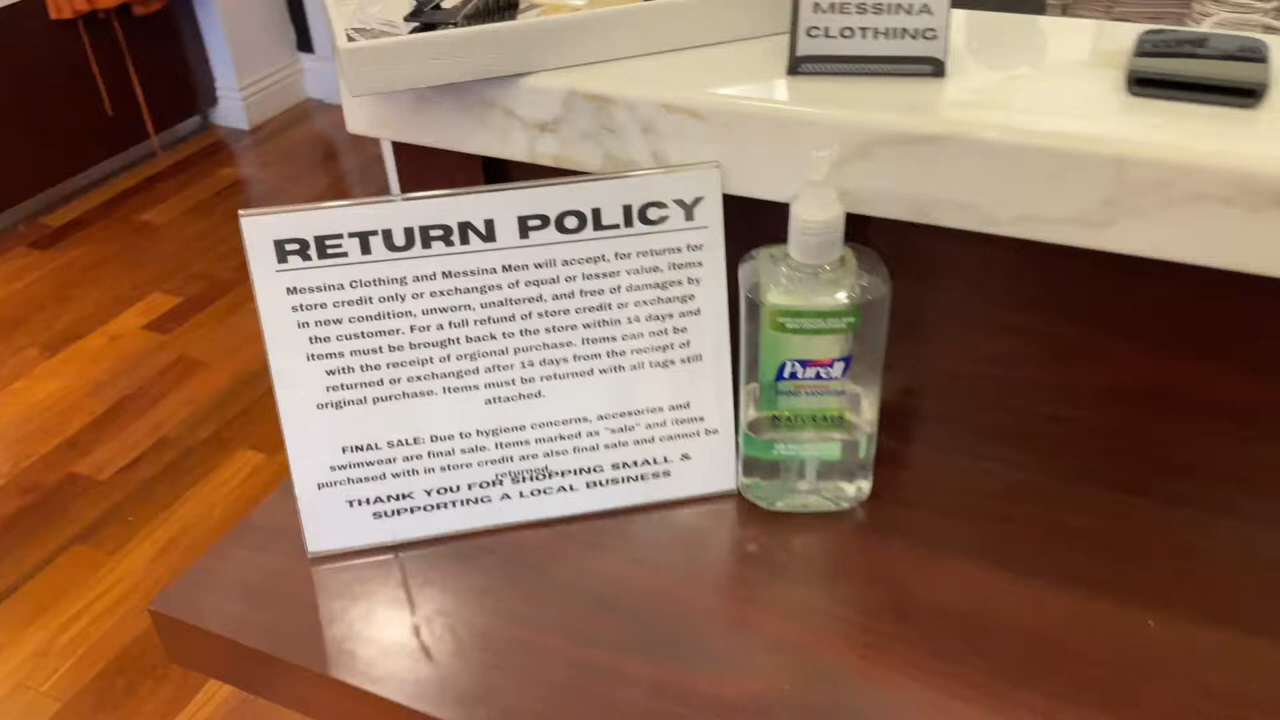 MESSINA
CLOTHING
RETURN POLICY
Messina Clothing and Messina Men will accept, for returns for
store credit only or exchanges of equal or lesser value, items
in new condition, unworn, unaltered, and free of damages by
the customer. For a full refund of store credit or exchange
items must be brought back to the store within 14 days and
with the receipt of orgional purchase. Items can not be
returned or exchanged after 14 days from the reciept of
original purchase. Items must be returned with all tags still
attached.
FINAL SALE: Due to hygiene concerns, accesories and
swimwear are final sale. Items marked as "sale" and items
purchased with in store credit are also final sale and cannot be
returned.
THANK YOU FOR SHOPPING SMALL &
SUPPORTING A LOCAL BUSINESS
Purell
NATURALS